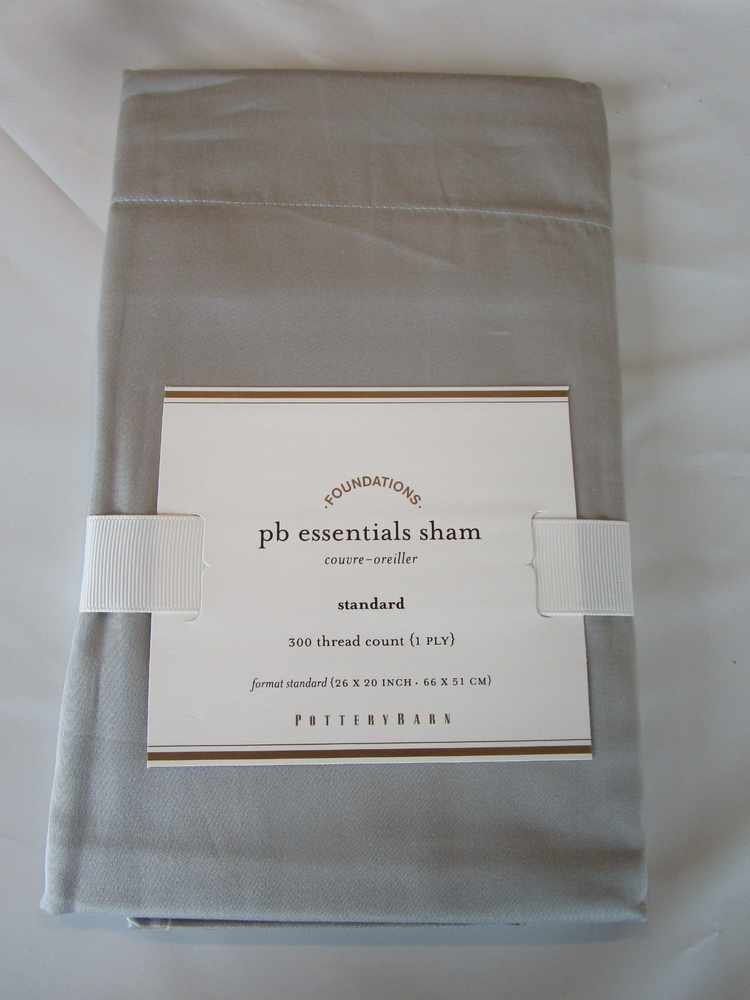 ·FOUNDATIONS·
pb essentials sham
couvre-oreiller
standard
300 thread count {1 PLY}
format standard (26 X 20 INCH · 66 X 51 CM)
POTTERYBARN